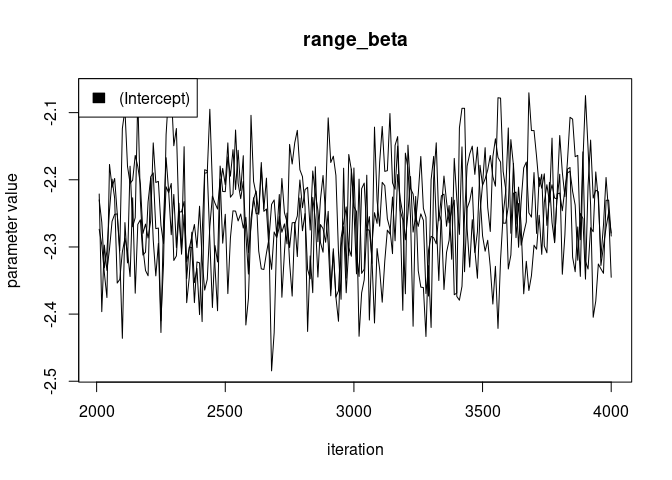 range_beta
(Intercept)
parameter value
-2.1
-2.2
-2.3
-2.4
-2.5
2000 2500 3000 3500 4000
iteration